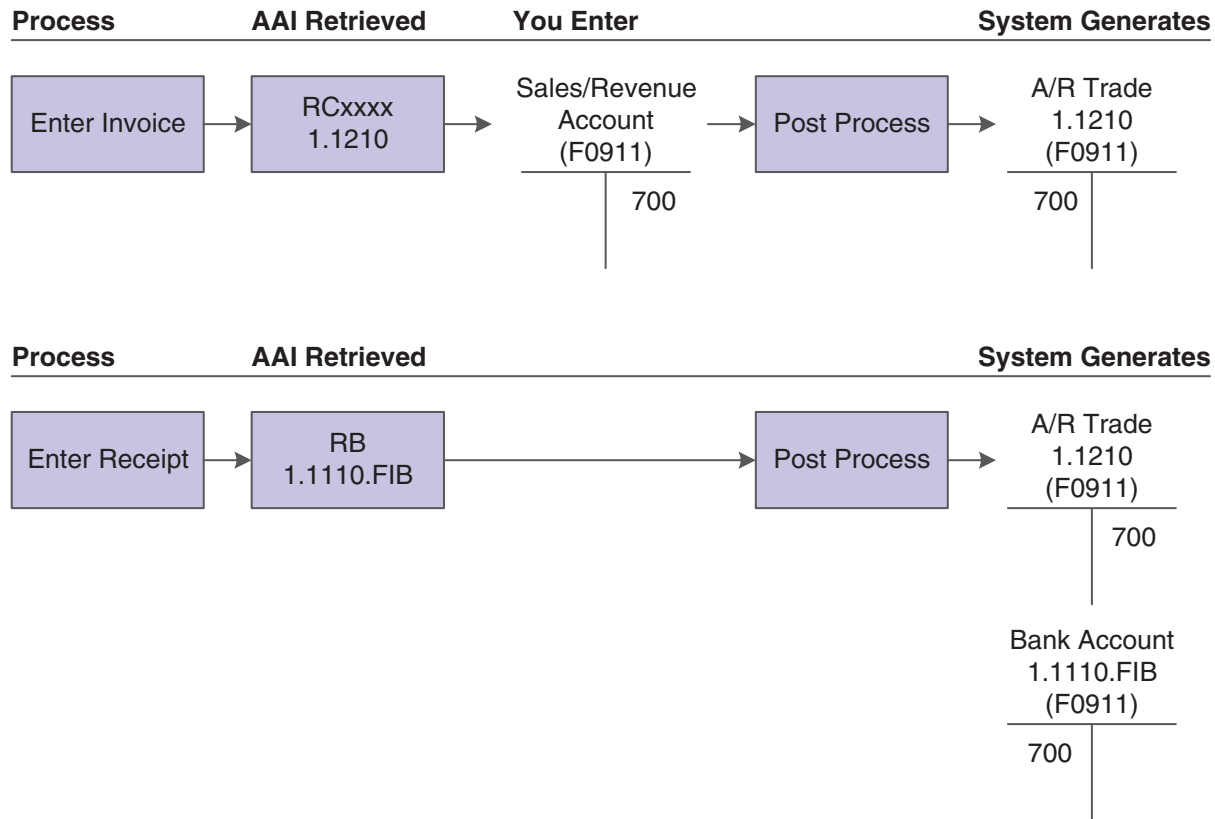 Process AAI Retrieved You Enter System Generates
Enter Invoice
RCxxxx
1.1210
Sales/Revenue
Account
(F0911)
700
Post Process
A/R Trade
1.1210
(F0911)
700
Process AAI Retrieved System Generates
Enter Receipt
RB
1.1110.FIB
Post Process
A/R Trade
1.1210
(F0911)
700
Bank Account
1.1110.FIB
(F0911)
700